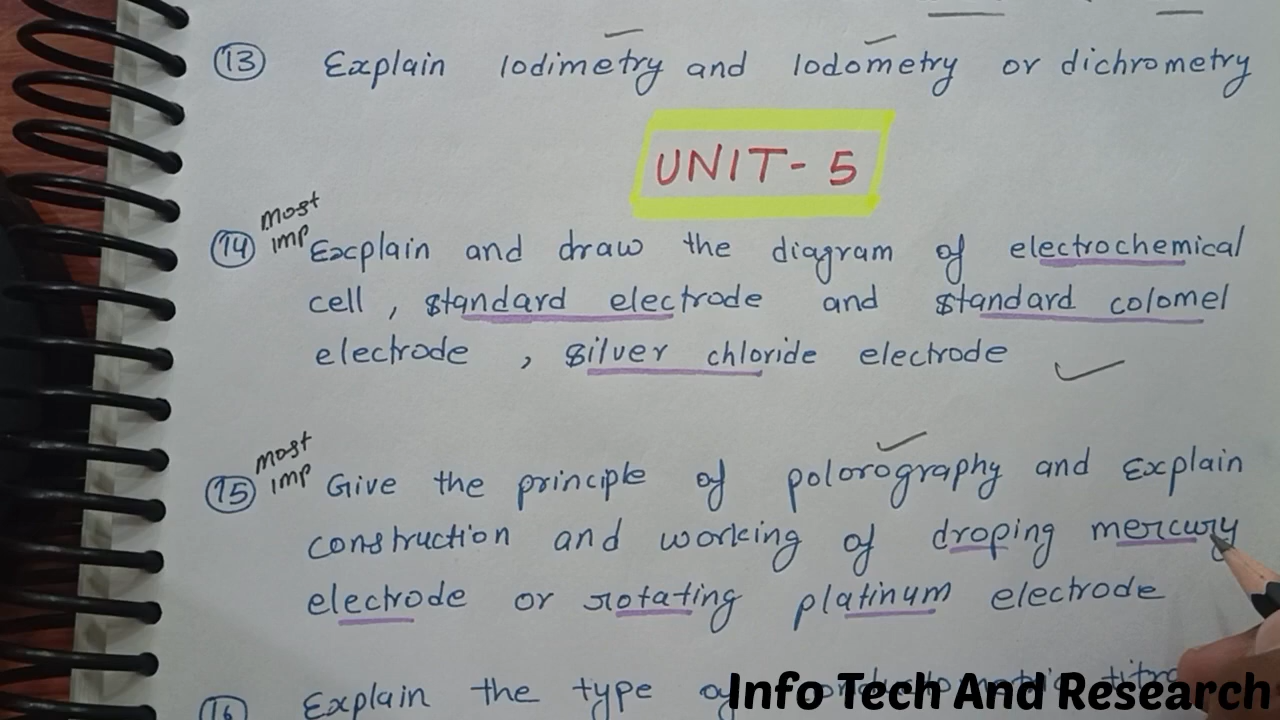 13 Explain Iodimetry and Iodometry or dichrometry
UNIT- 5
most
imp
14 Explain and draw the diagram of electrochemical
cell , standard electrode and standard colomel
electrode , silver chloride electrode
most
imp
15 Give the principle of polorography and Explain
construction and working of droping mercury
electrode or rotating platinum electrode
16 Explain the type
Info Tech And Research